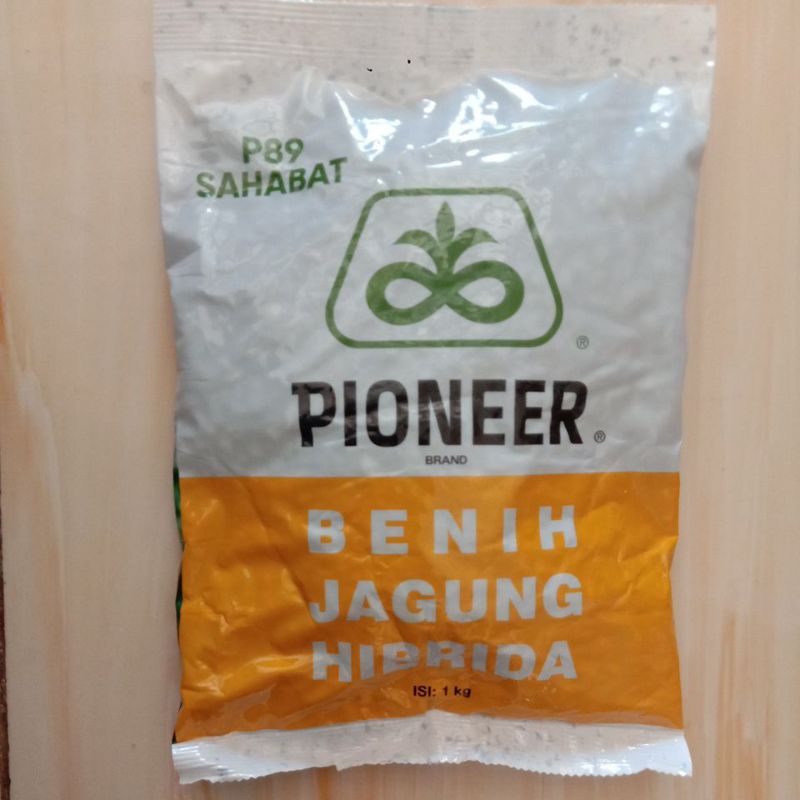 P89
SAHABAT
®
PIONEER®
BRAND
BENIH
JAGUNG
HIBRIDA
ISI: 1 kg